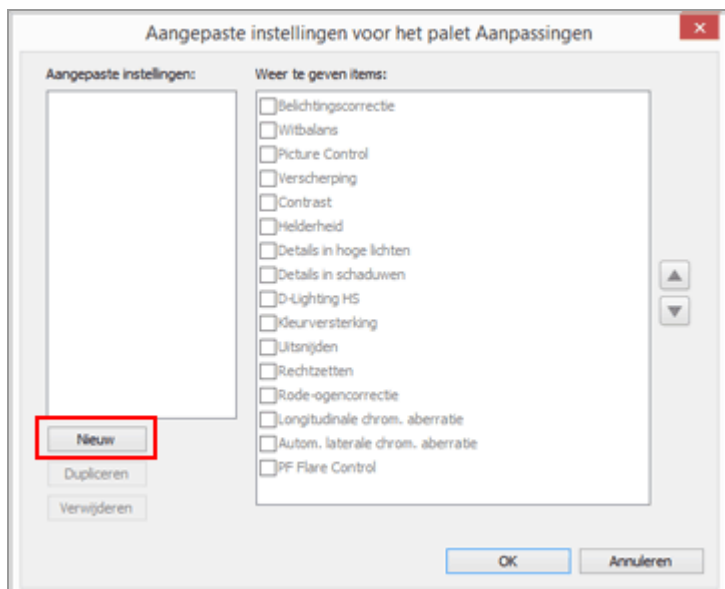 Aangepaste instellingen voor het palet Aanpassingen
Aangepaste instellingen:
Weer te geven items:
Belichtingscorrectie
Witbalans
Picture Control
Verscherping
Contrast
Helderheid
Details in hoge lichten
Details in schaduwen
D-Lighting HS
Kleurversterking
Uitsnijden
Rechtzetten
Rode-ogencorrectie
Longitudinale chrom. aberratie
Autom. laterale chrom. aberratie
PF Flare Control
Nieuw
Dupliceren
Verwijderen
OK
Annuleren